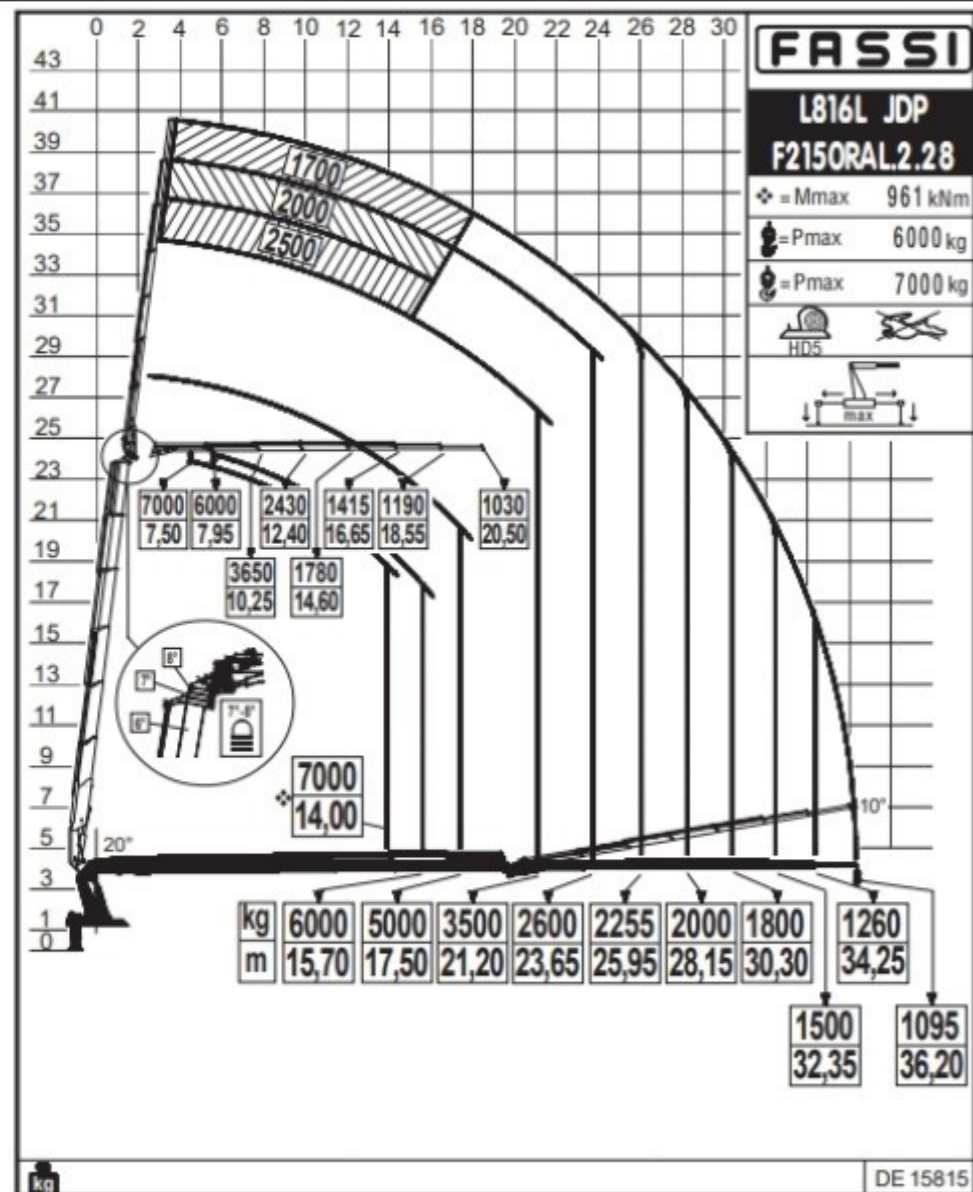 0 2 4 6 8 10 12 14 16 18 20 22 24 26 28 30
FASSI
L816L JDP
F2150RAL.2.28
= Mmax 961 kNm
= Pmax 6000 kg
= Pmax 7000 kg
HD5
max
43
41
39
37
35
33
31
29
27
25
23
21
19
17
15
13
11
9
7
5
3
1
0
1700
2000
2500
7000 6000 2430 1415 1190 1030
7,50 7,95 12,40 16,65 18,55 20,50
3650 1780
10,25 14,60
8°
7°
6°
7°-8°
7000
14,00
10°
20°
kg 6000 5000 3500 2600 2255 2000 1800 1260
m 15,70 17,50 21,20 23,65 25,95 28,15 30,30 34,25
1500 1095
32,35 36,20
kg
DE 15815